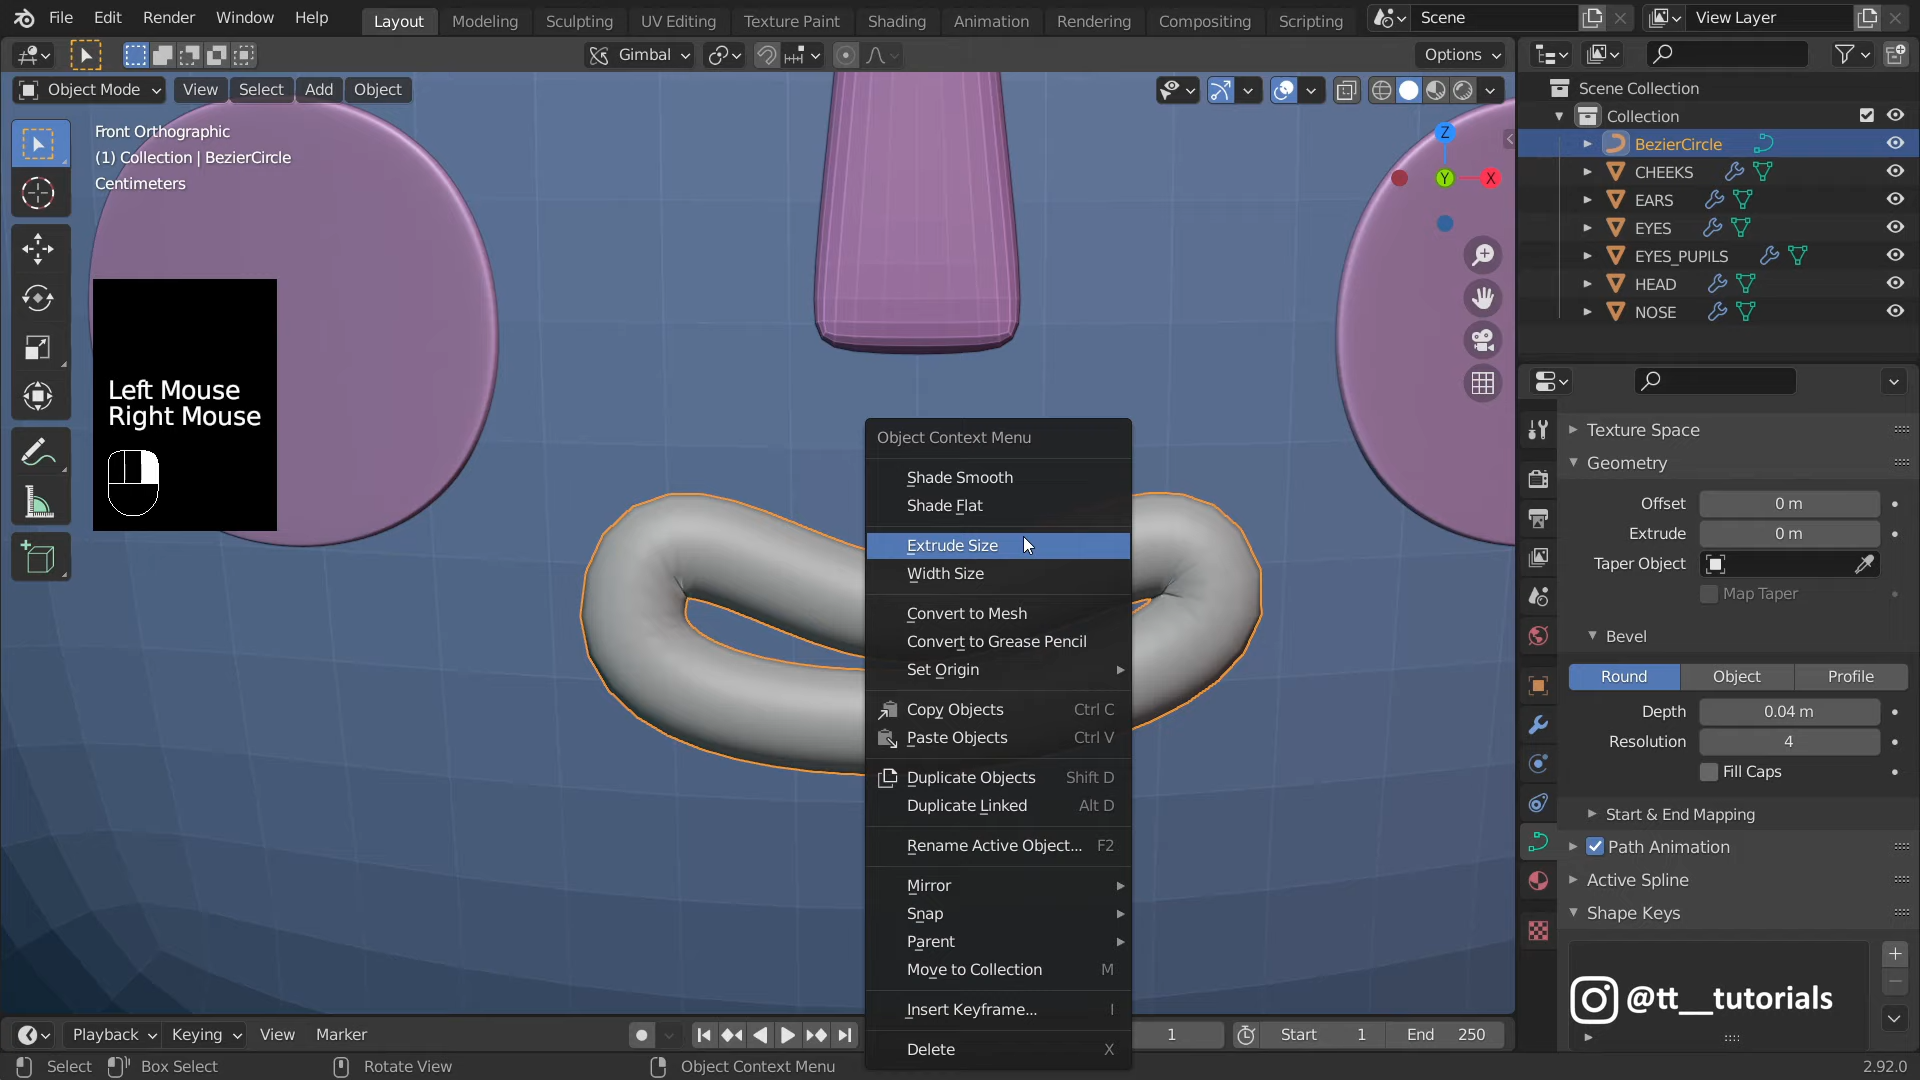 File Edit Render Window Help
Layout Modeling Sculpting UV Editing Texture Paint Shading Animation Rendering Compositing Scripting
Scene
View Layer
Gimbal
Options
Object Mode View Select Add Object
Front Orthographic
(1) Collection | BezierCircle
Centimeters
Z
Y
X
Left Mouse
Right Mouse
Object Context Menu
Shade Smooth
Shade Flat
Extrude Size
Width Size
Convert to Mesh
Convert to Grease Pencil
Set Origin
Copy Objects Ctrl C
Paste Objects Ctrl V
Duplicate Objects Shift D
Duplicate Linked Alt D
Rename Active Object... F2
Mirror
Snap
Parent
Move to Collection M
Insert Keyframe... I
Delete X
Scene Collection
Collection
BezierCircle
CHEEKS
EARS
EYES
EYES_PUPILS
HEAD
NOSE
Texture Space
Geometry
Offset 0 m
Extrude 0 m
Taper Object
Map Taper
Bevel
Round Object Profile
Depth 0.04 m
Resolution 4
Fill Caps
Start & End Mapping
Path Animation
Active Spline
Shape Keys
@tt__tutorials
Playback Keying View Marker
1 Start 1 End 250
Select Box Select Rotate View Object Context Menu 2.92.0